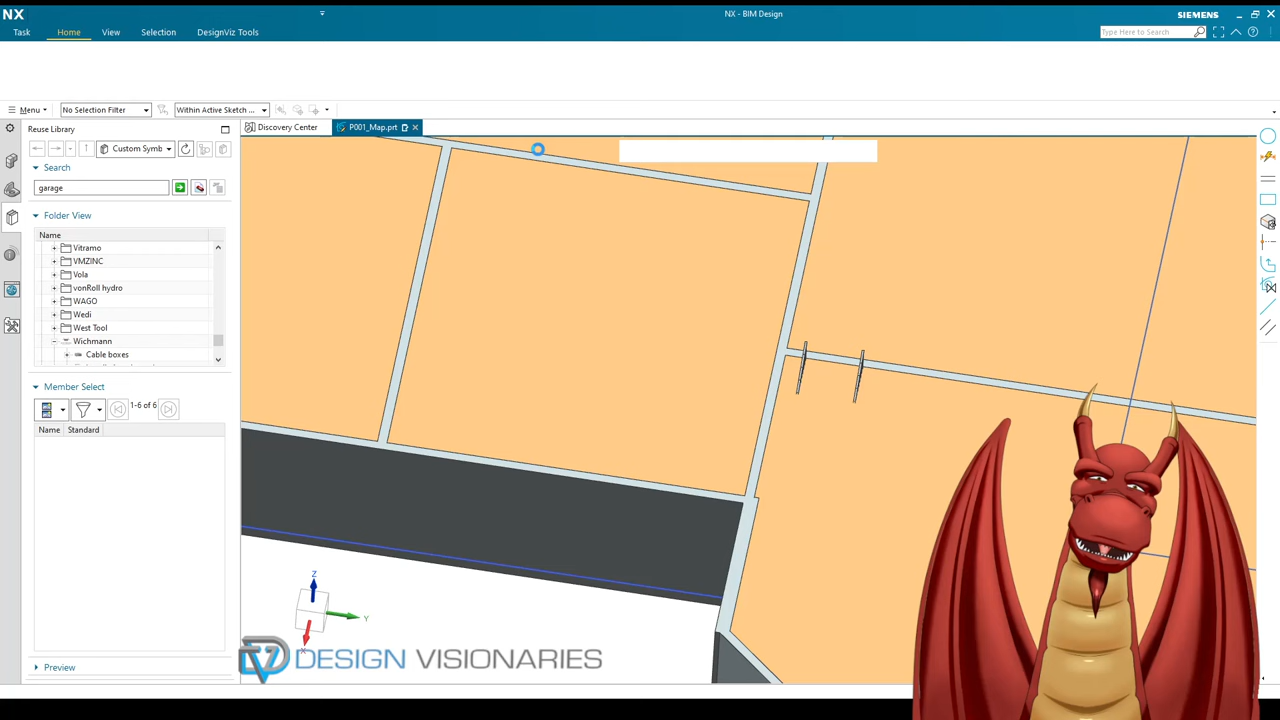 NX
NX - BIM Design
SIEMENS
Task
Home
View
Selection
DesignViz Tools
Type Here to Search
Menu
No Selection Filter
Within Active Sketch ...
Reuse Library
Discovery Center
P001_Map.prt
Custom Symb
Search
garage
Folder View
Name
Vitramo
VMZINC
Vola
vonRoll hydro
WAGO
Wedi
West Tool
Wichmann
Cable boxes
Member Select
1-6 of 6
Name
Standard
Preview
Z
Y
X
DV DESIGN VISIONARIES